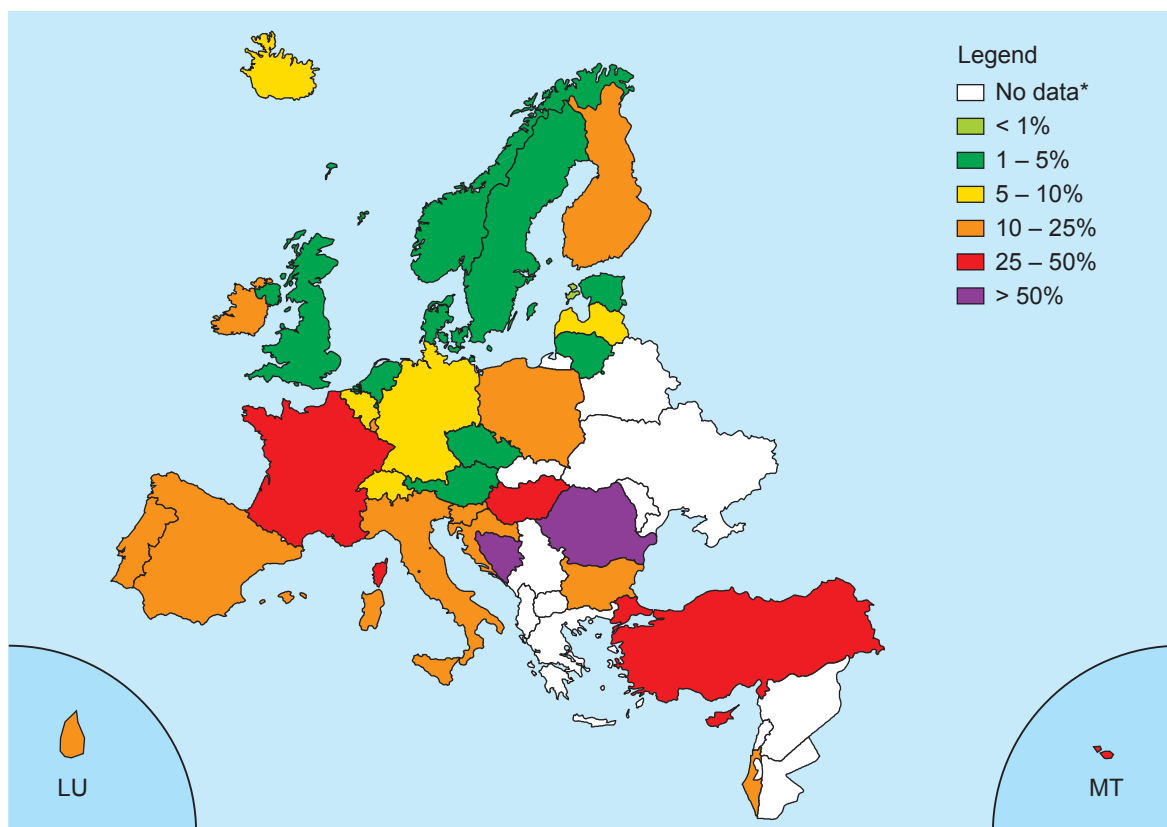 Legend
No data*
< 1%
1 – 5%
5 – 10%
10 – 25%
25 – 50%
> 50%
LU
MT